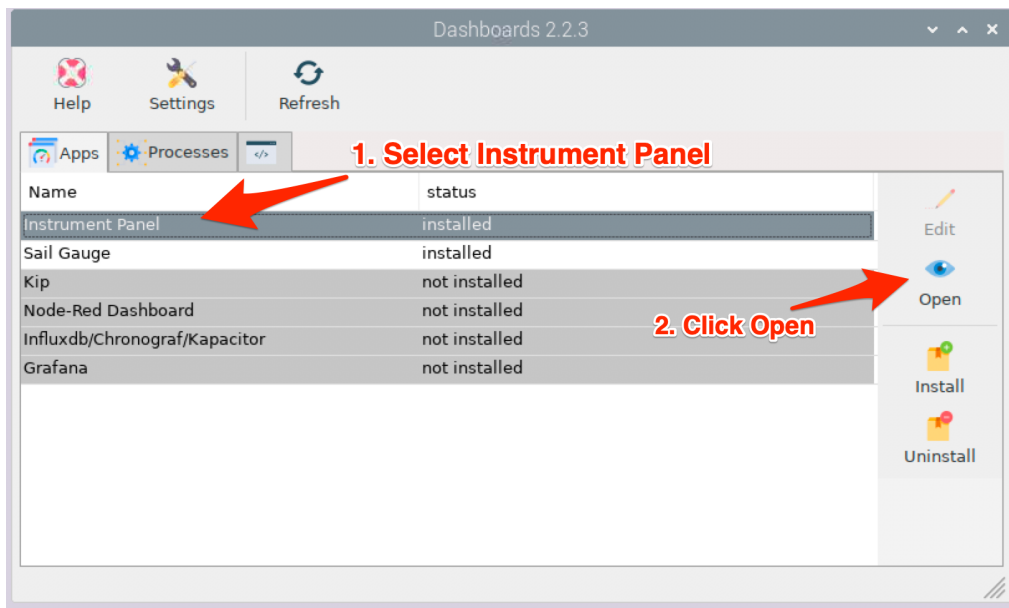 Dashboards 2.2.3
Help Settings Refresh
Apps Processes </>
1. Select Instrument Panel
Name status
Instrument Panel installed
Edit
Sail Gauge installed
Kip not installed
Open
Node-Red Dashboard not installed
2. Click Open
Influxdb/Chronograf/Kapacitor not installed
Grafana not installed
Install
Uninstall